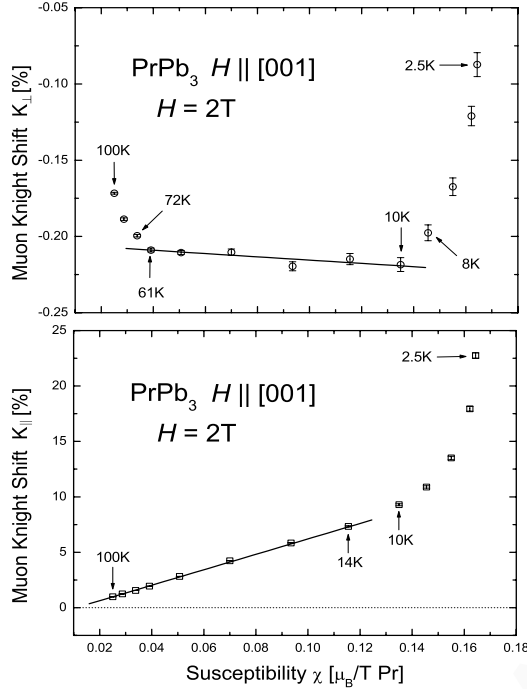 -0.05
-0.10
-0.15
-0.20
-0.25
Muon Knight Shift K⊥[%]
PrPb₃ H || [001]
H = 2T
2.5K
100K
72K
61K
10K
8K
25
20
15
10
5
0
Muon Knight Shift K||[%]
PrPb₃ H || [001]
H = 2T
2.5K
100K
14K
10K
0.02 0.04 0.06 0.08 0.10 0.12 0.14 0.16 0.18
Susceptibility χ [μB/T Pr]